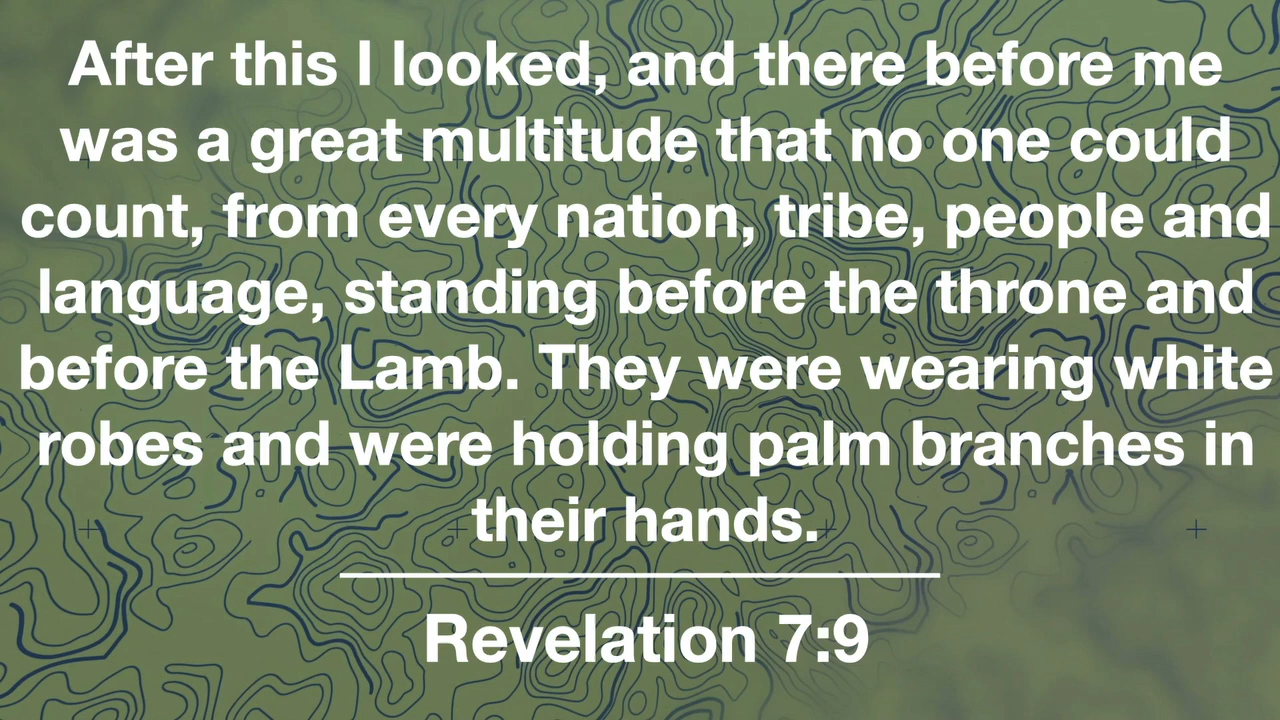 After this I looked, and there before me
was a great multitude that no one could
count, from every nation, tribe, people and
language, standing before the throne and
before the Lamb. They were wearing white
robes and were holding palm branches in
their hands.
Revelation 7:9